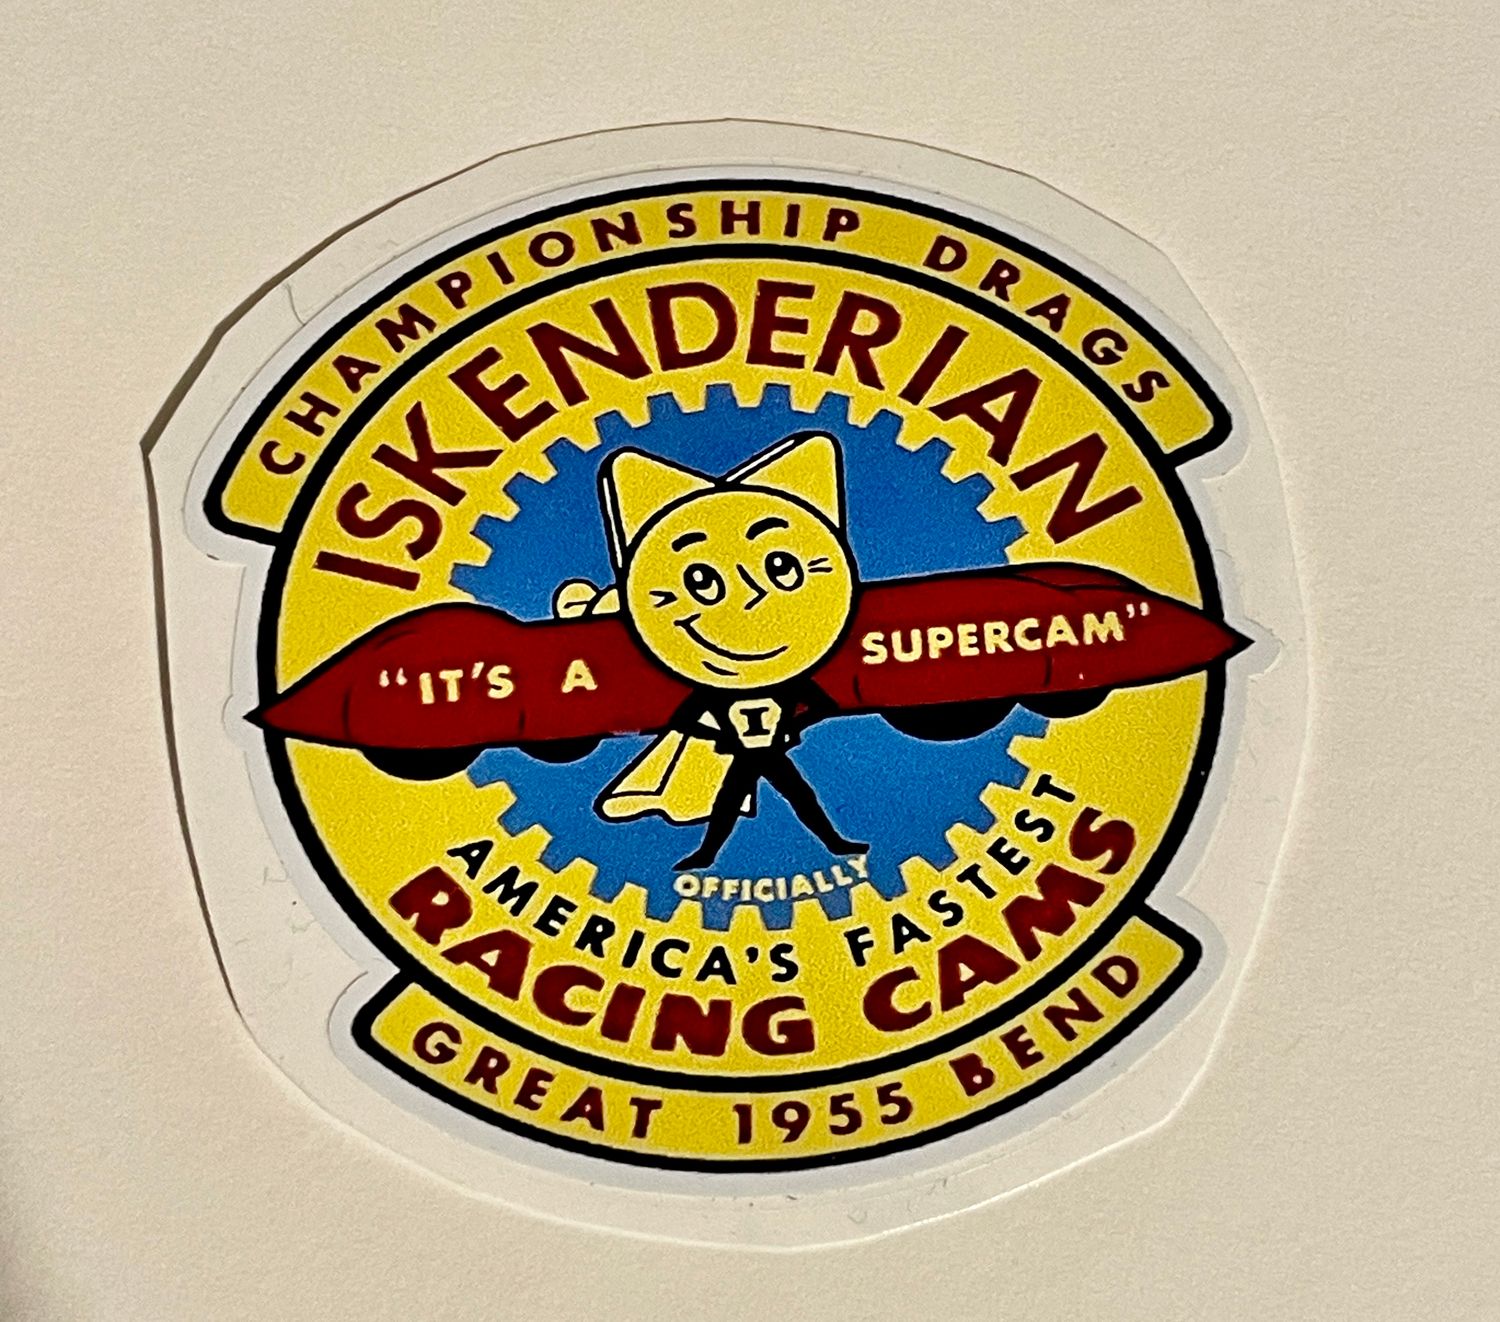 CHAMPIONSHIP DRAGS
ISKENDERIAN
"IT'S A SUPERCAM"
I
OFFICIALLY
AMERICA'S FASTEST
RACING CAMS
GREAT 1955 BEND